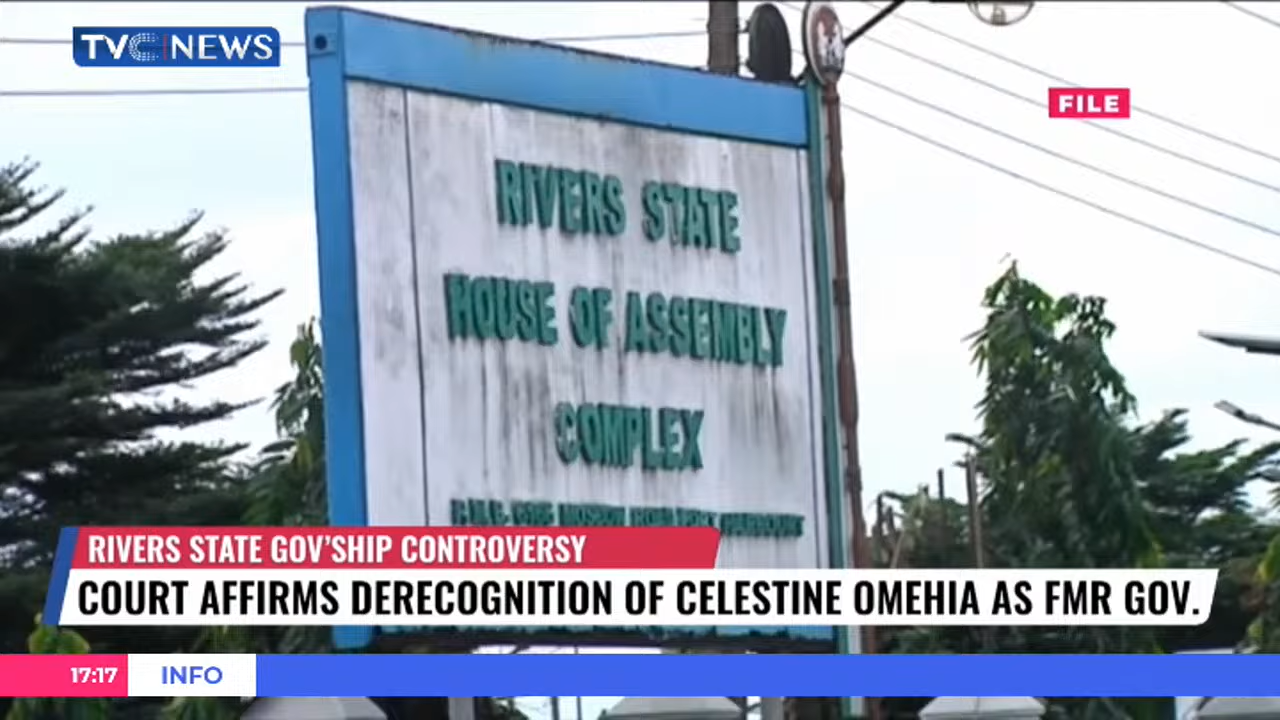 TVC NEWS
FILE
RIVERS STATE
HOUSE OF ASSEMBLY
COMPLEX
RIVERS STATE GOV'SHIP CONTROVERSY
COURT AFFIRMS DERECOGNITION OF CELESTINE OMEHIA AS FMR GOV.
17:17 INFO